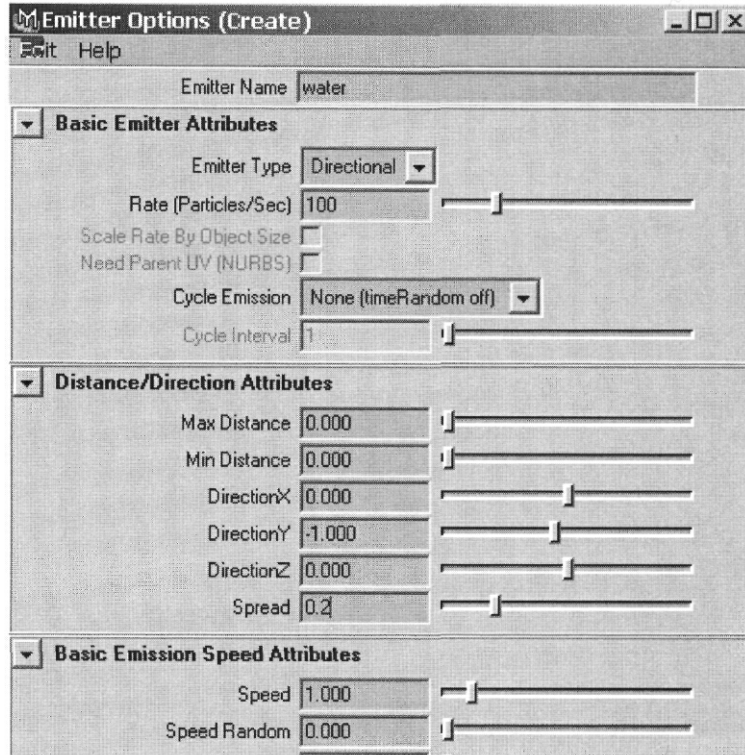 Emitter Options (Create)
Edit Help
Emitter Name water
Basic Emitter Attributes
Emitter Type Directional
Rate (Particles/Sec) 100
Scale Rate By Object Size
Need Parent UV (NURBS)
Cycle Emission None (timeRandom off)
Cycle Interval 1
Distance/Direction Attributes
Max Distance 0.000
Min Distance 0.000
DirectionX 0.000
DirectionY -1.000
DirectionZ 0.000
Spread 0.2
Basic Emission Speed Attributes
Speed 1.000
Speed Random 0.000